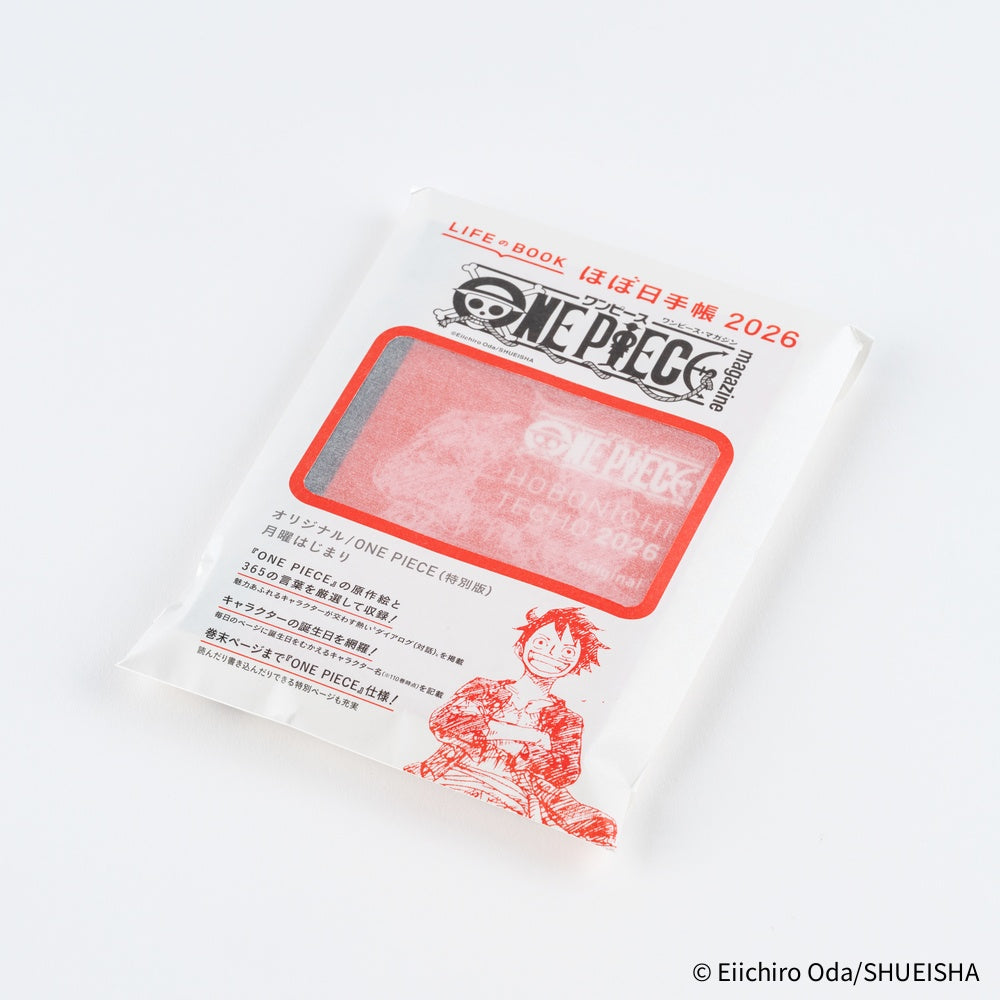 LIFEのBOOK ほぼ日手帳 2026
ワンピース
ワンピース・マガジン
ONE PIECE
magazine
©Eiichiro Oda/SHUEISHA
ONE PIECE
HOBONICHI
TECHO 2026
original
オリジナル/ONE PIECE(特別版)
月曜はじまり
『ONE PIECE』の原作絵と
365の言葉を厳選して収録!
魅力あふれるキャラクターが交わす熱い“ダイアログ(対話)”を掲載
キャラクターの誕生日を網羅!
毎日のページに誕生日をむかえるキャラクター名(※110巻時点)を記載
巻末ページまで『ONE PIECE』仕様!
読んだり書き込んだりできる特別ページも充実
© Eiichiro Oda/SHUEISHA